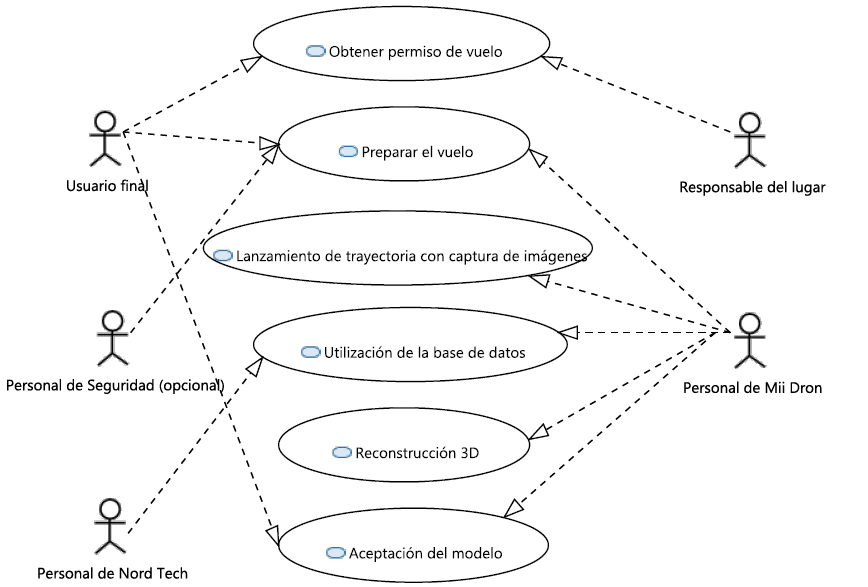 Obtener permiso de vuelo
Preparar el vuelo
Usuario final
Responsable del lugar
Lanzamiento de trayectoria con captura de imágenes
Utilización de la base de datos
Personal de Seguridad (opcional)
Personal de Mii Dron
Reconstrucción 3D
Aceptación del modelo
Personal de Nord Tech